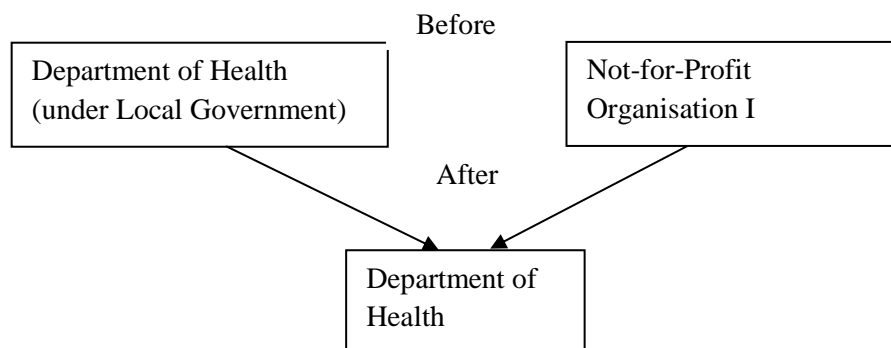 Before
Department of Health
(under Local Government)
Not-for-Profit
Organisation I
After
Department of
Health